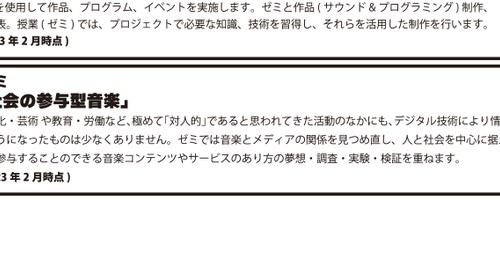 を使用して作品、プログラム、イベントを実施します。ゼミと作品 ( サウンド & プログラミング ) 制作、
表。授業 ( ゼミ ) では、プロジェクトで必要な知識、技術を習得し、それらを活用した制作を行います。
3 年 2 月時点 )
ミ
社会の参与型音楽」
化・芸術 や教育・労働など、極めて「対人的」であると思われてきた活動のなかにも、デジタル技術により情
うになったものは少なくありません。ゼミでは音楽とメディアの関係を見つめ直し、人と社会を中心に据
参与することのできる音楽コンテンツやサービスのあり方の夢想・調査・実験・検証を重ねます。
23 年 2 月時点 )